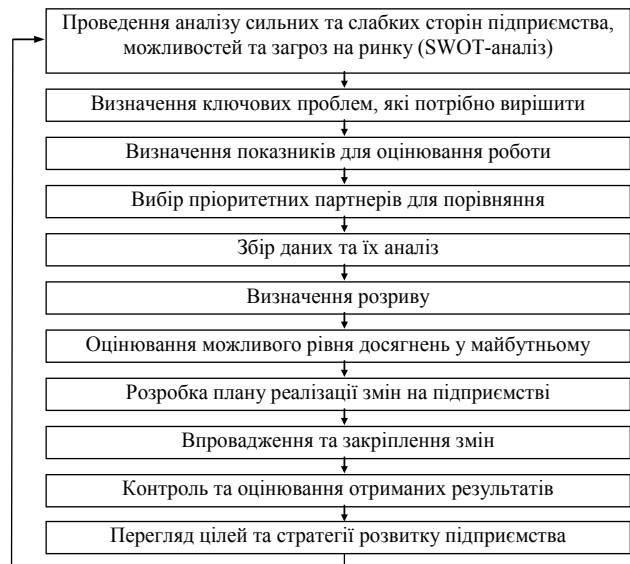 Проведення аналізу сильних та слабких сторін підприємства,
можливостей та загроз на ринку (SWOT-аналіз)
Визначення ключових проблем, які потрібно вирішити
Визначення показників для оцінювання роботи
Вибір пріоритетних партнерів для порівняння
Збір даних та їх аналіз
Визначення розриву
Оцінювання можливого рівня досягнень у майбутньому
Розробка плану реалізації змін на підприємстві
Впровадження та закріплення змін
Контроль та оцінювання отриманих результатів
Перегляд цілей та стратегії розвитку підприємства